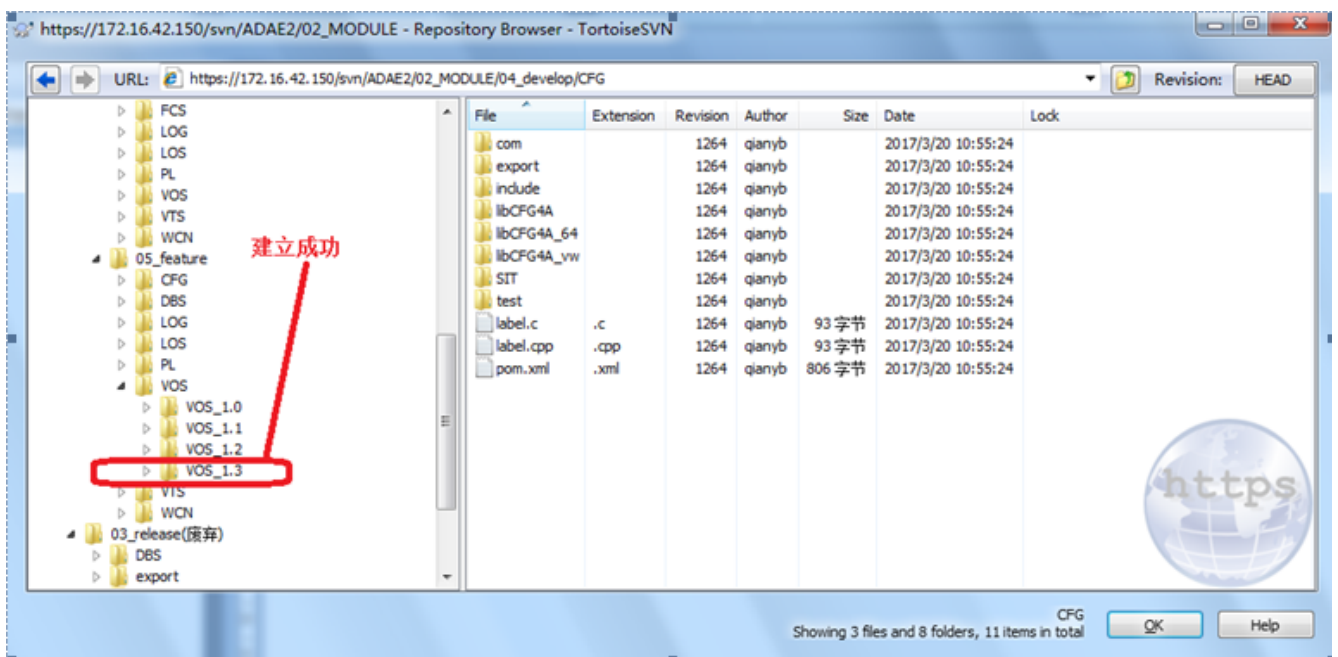 https://172.16.42.150/svn/ADAE2/02_MODULE - Repository Browser - TortoiseSVN
URL: https://172.16.42.150/svn/ADAE2/02_MODULE/04_develop/CFG Revision: HEAD
FCS
LOG
LOS
PL
VOS
VTS
WCN
建立成功
05_feature
CFG
DBS
LOG
LOS
PL
VOS
VOS_1.0
VOS_1.1
VOS_1.2
VOS_1.3
VTS
WCN
03_release(废弃)
DBS
export
File Extension Revision Author Size Date Lock
com 1264 qianyb 2017/3/20 10:55:24
export 1264 qianyb 2017/3/20 10:55:24
include 1264 qianyb 2017/3/20 10:55:24
libCFG4A 1264 qianyb 2017/3/20 10:55:24
libCFG4A_64 1264 qianyb 2017/3/20 10:55:24
libCFG4A_vw 1264 qianyb 2017/3/20 10:55:24
SIT 1264 qianyb 2017/3/20 10:55:24
test 1264 qianyb 2017/3/20 10:55:24
label.c .c 1264 qianyb 93 字节 2017/3/20 10:55:24
label.cpp .cpp 1264 qianyb 93 字节 2017/3/20 10:55:24
pom.xml .xml 1264 qianyb 806 字节 2017/3/20 10:55:24
https
CFG
Showing 3 files and 8 folders, 11 items in total
OK Help